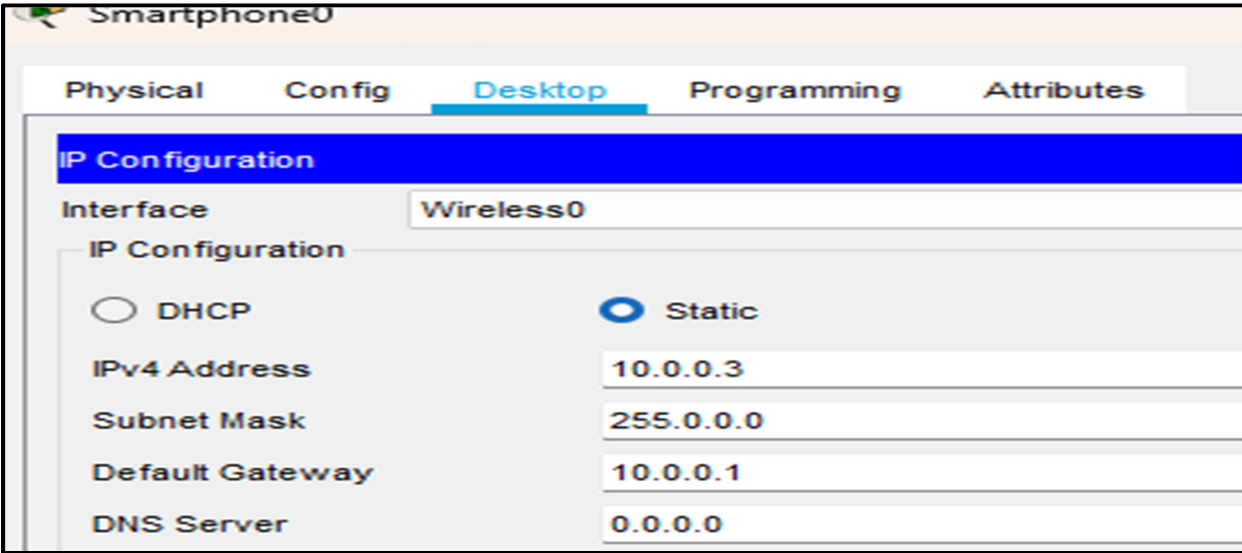 Smartphone0
Physical Config Desktop Programming Attributes
IP Configuration
Interface Wireless0
IP Configuration
DHCP Static
IPv4 Address 10.0.0.3
Subnet Mask 255.0.0.0
Default Gateway 10.0.0.1
DNS Server 0.0.0.0